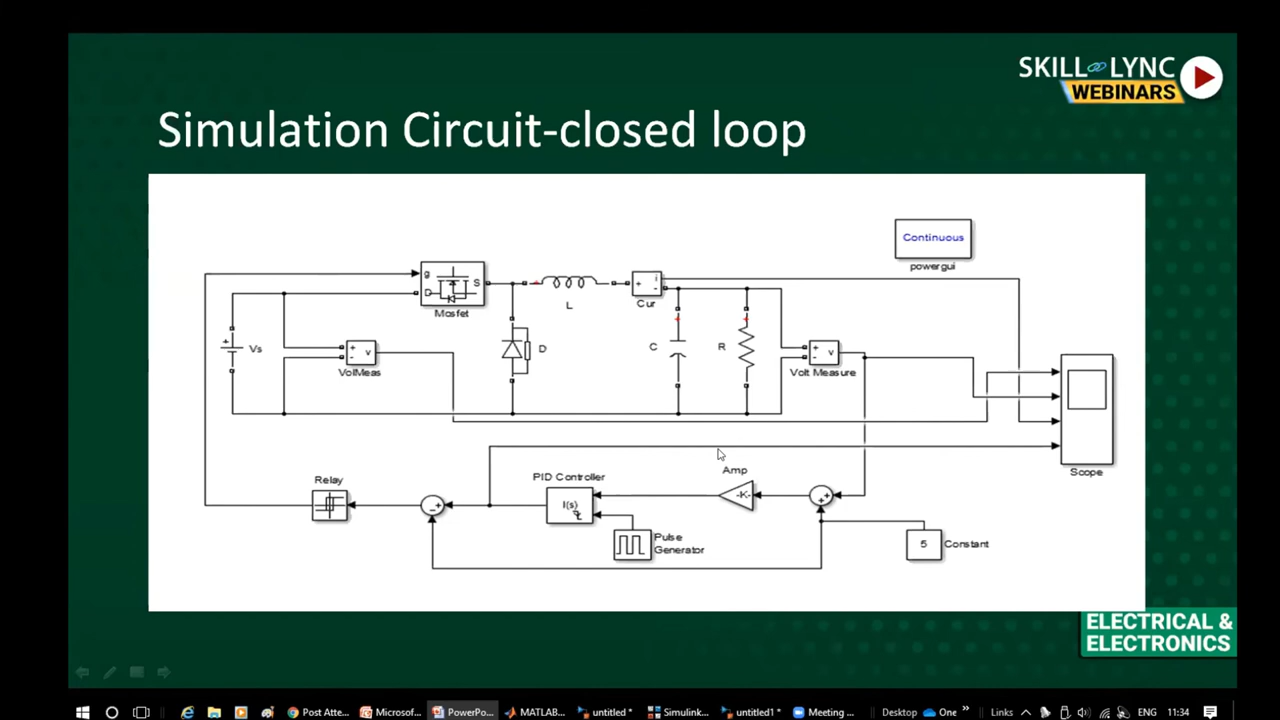 SKILL LYNC
WEBINARS
Simulation Circuit-closed loop
Continuous
powergui
g
D
S
Mosfet
L
+
i
-
Cur
+
Vs
+
-
v
VolMeas
D
C
R
+
-
v
Volt Measure
Scope
Relay
PID Controller
I(s)
Amp
-K-
Pulse
Generator
5
Constant
ELECTRICAL &
ELECTRONICS
Post Atte...
Microsof...
PowerPo...
MATLAB...
untitled *
Simulink...
untitled1 *
Meeting ...
Desktop
One
»
Links
»
ENG
11:34